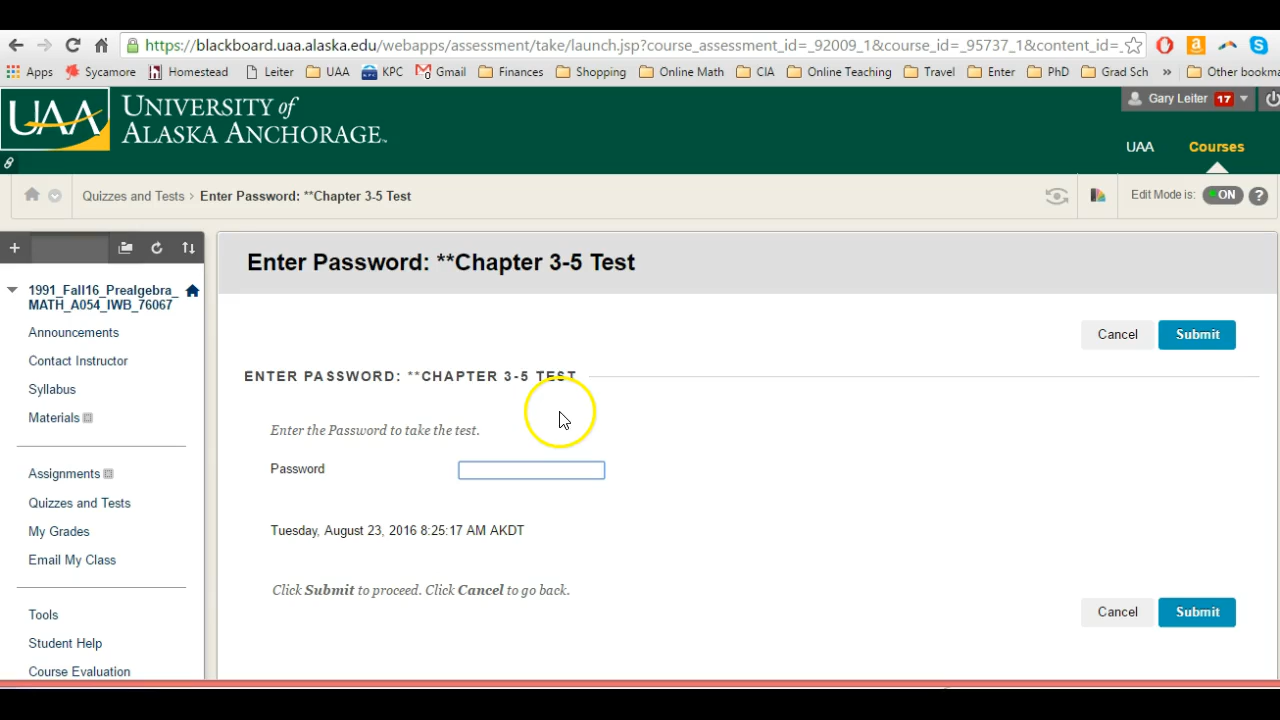 https://blackboard.uaa.alaska.edu/webapps/assessment/take/launch.jsp?course_assessment_id=_92009_1&course_id=_95737_1&content_id=_
Apps Sycamore Homestead Leiter UAA KPC Gmail Finances Shopping Online Math CIA Online Teaching Travel Enter PhD Grad Sch » Other bookma
UAA UNIVERSITY of
ALASKA ANCHORAGE
Gary Leiter 17
UAA Courses
Quizzes and Tests > Enter Password: **Chapter 3-5 Test
Edit Mode is: ON ?
Enter Password: **Chapter 3-5 Test
1991_Fall16_Prealgebra_
MATH_A054_IWB_76067
Announcements
Contact Instructor
Syllabus
Materials
Assignments
Quizzes and Tests
My Grades
Email My Class
Tools
Student Help
Course Evaluation
Cancel Submit
ENTER PASSWORD: **CHAPTER 3-5 TEST
Enter the Password to take the test.
Password
Tuesday, August 23, 2016 8:25:17 AM AKDT
Click Submit to proceed. Click Cancel to go back.
Cancel Submit